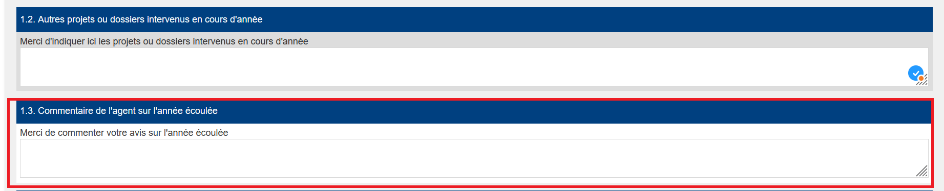 1.2. Autres projets ou dossiers intervenus en cours d'année
Merci d'indiquer ici les projets ou dossiers intervenus en cours d'année
1.3. Commentaire de l'agent sur l'année écoulée
Merci de commenter votre avis sur l'année écoulée